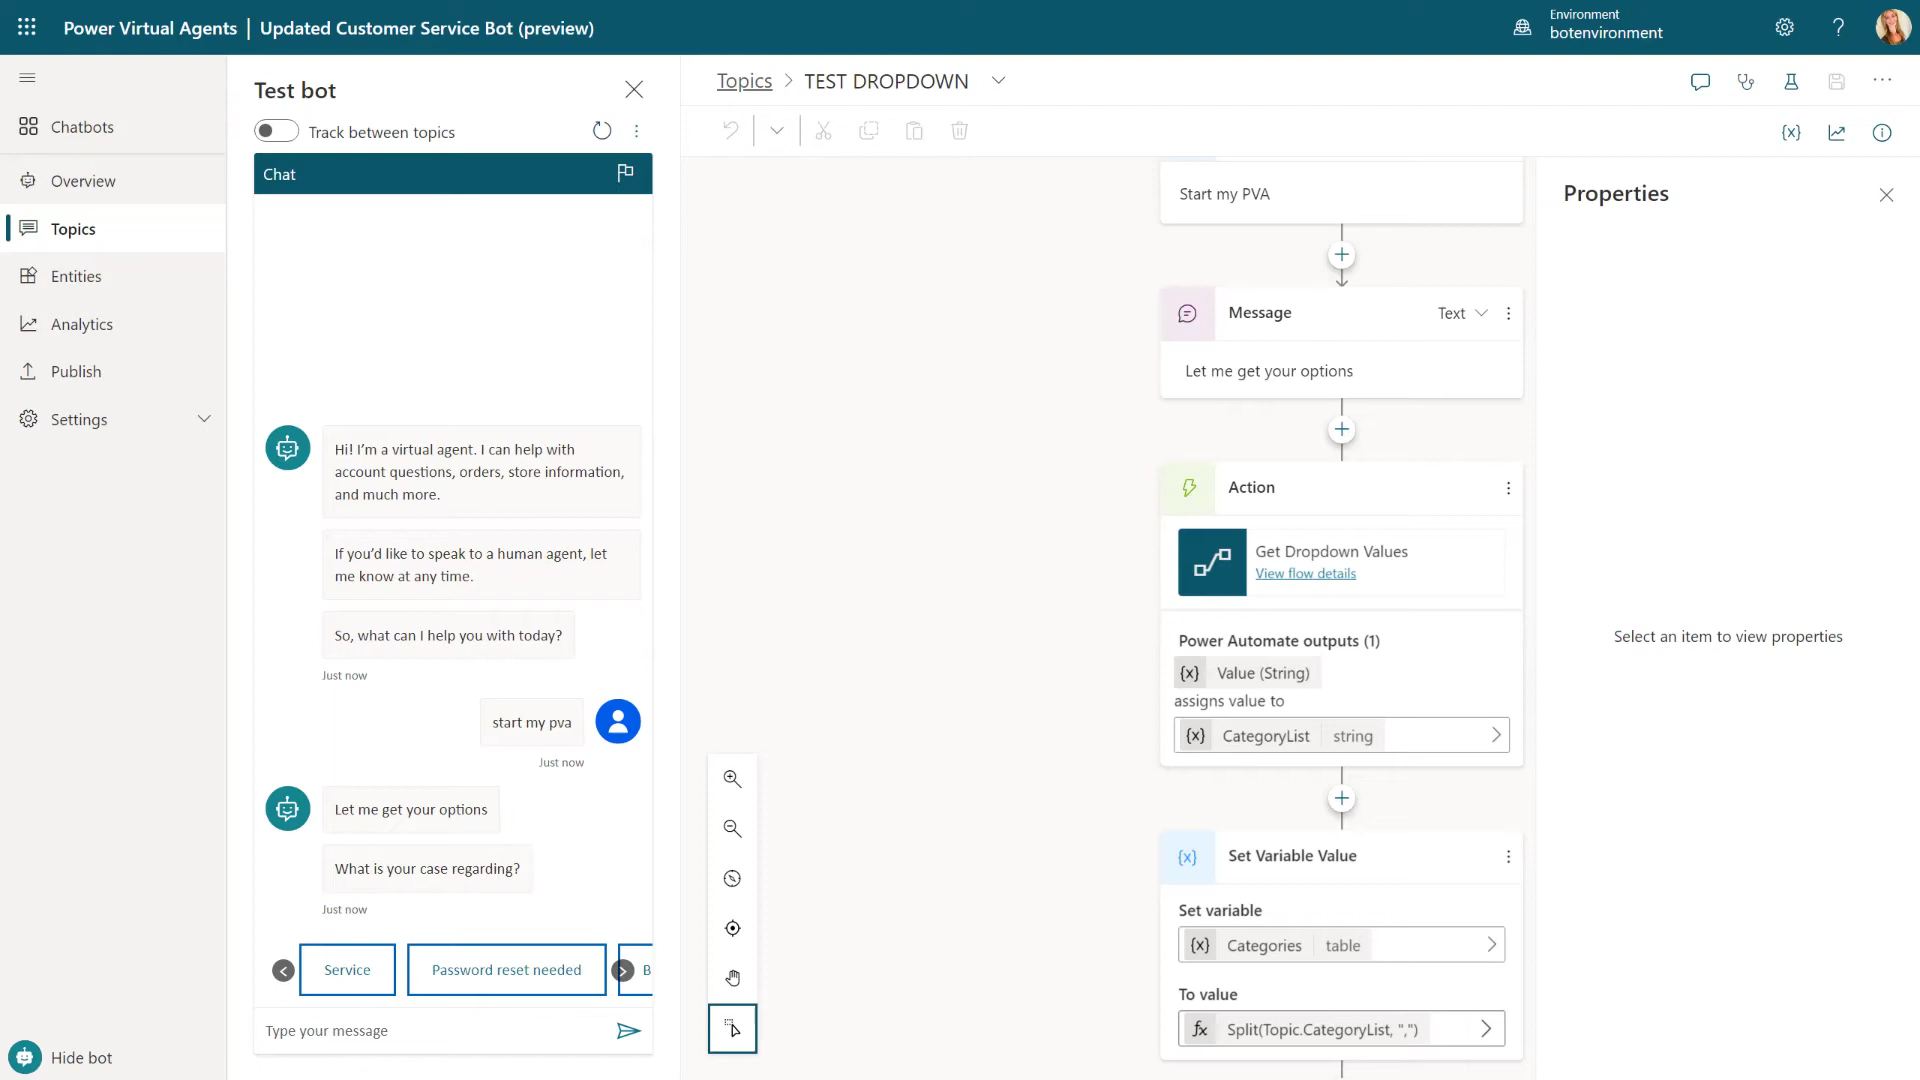 Power Virtual Agents | Updated Customer Service Bot (preview)
Environment
botenvironment
Chatbots
Overview
Topics
Entities
Analytics
Publish
Settings
Hide bot
Test bot
Track between topics
Chat
Hi! I'm a virtual agent. I can help with
account questions, orders, store information,
and much more.
If you'd like to speak to a human agent, let
me know at any time.
So, what can I help you with today?
Just now
start my pva
Just now
Let me get your options
What is your case regarding?
Just now
Service
Password reset needed
B
Type your message
Topics > TEST DROPDOWN
Start my PVA
Message
Text
Let me get your options
Action
Get Dropdown Values
View flow details
Power Automate outputs (1)
{x} Value (String)
assigns value to
{x} CategoryList string
{x} Set Variable Value
Set variable
{x} Categories table
To value
fx Split(Topic.CategoryList, ",")
{x}
Properties
Select an item to view properties